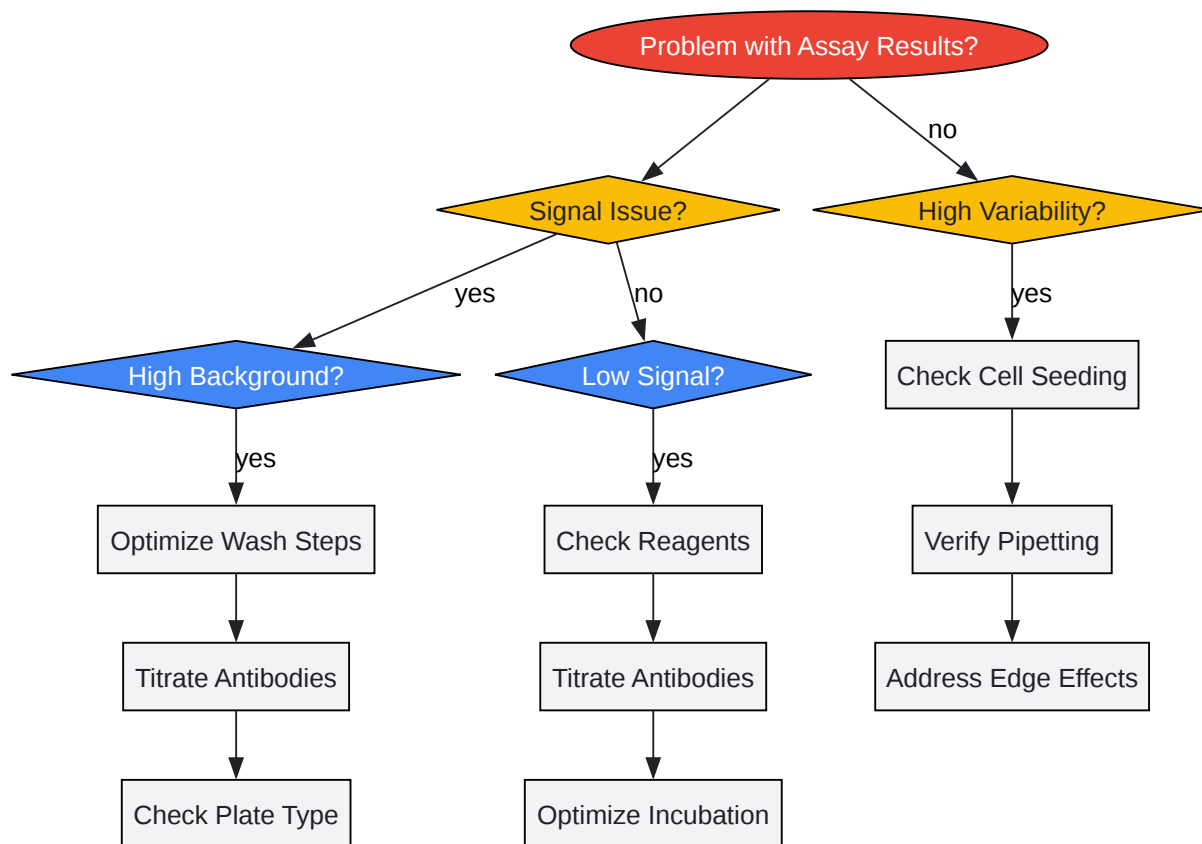 Problem with Assay Results?
no
Signal Issue?
High Variability?
yes
no
yes
High Background?
Low Signal?
Check Cell Seeding
yes
yes
Optimize Wash Steps
Check Reagents
Verify Pipetting
Titrate Antibodies
Titrate Antibodies
Address Edge Effects
Check Plate Type
Optimize Incubation